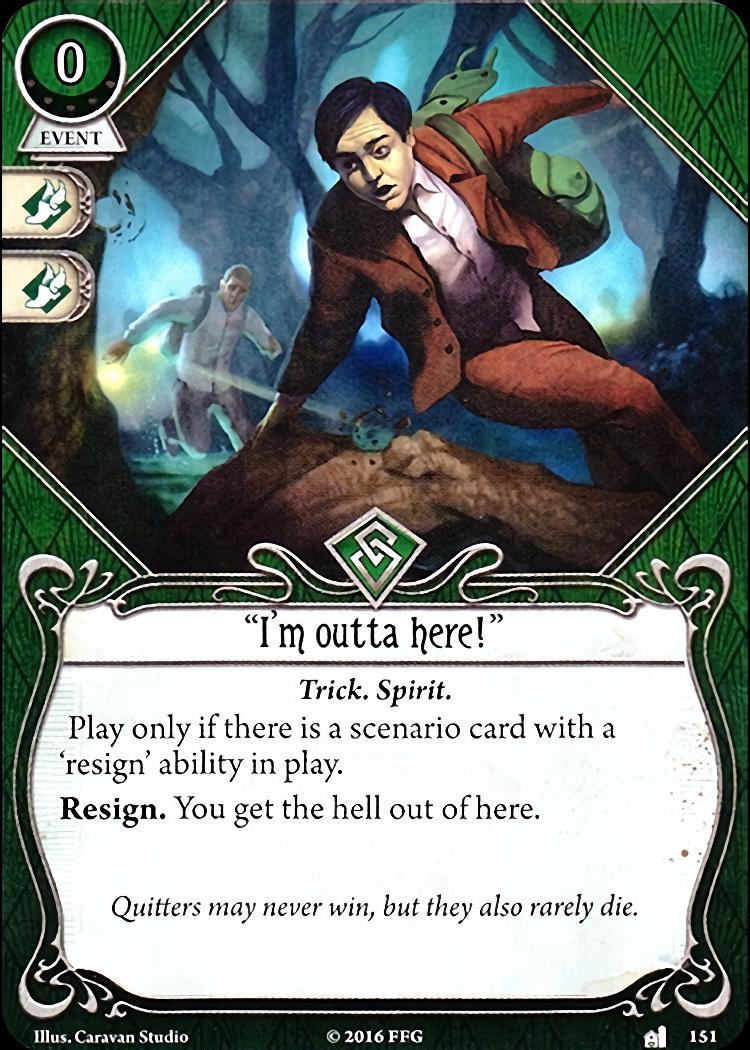 0
EVENT
“I’m outta here!”
Trick. Spirit.
Play only if there is a scenario card with a
‘resign’ ability in play.
Resign. You get the hell out of here.
Quitters may never win, but they also rarely die.
Illus. Caravan Studio
© 2016 FFG
151